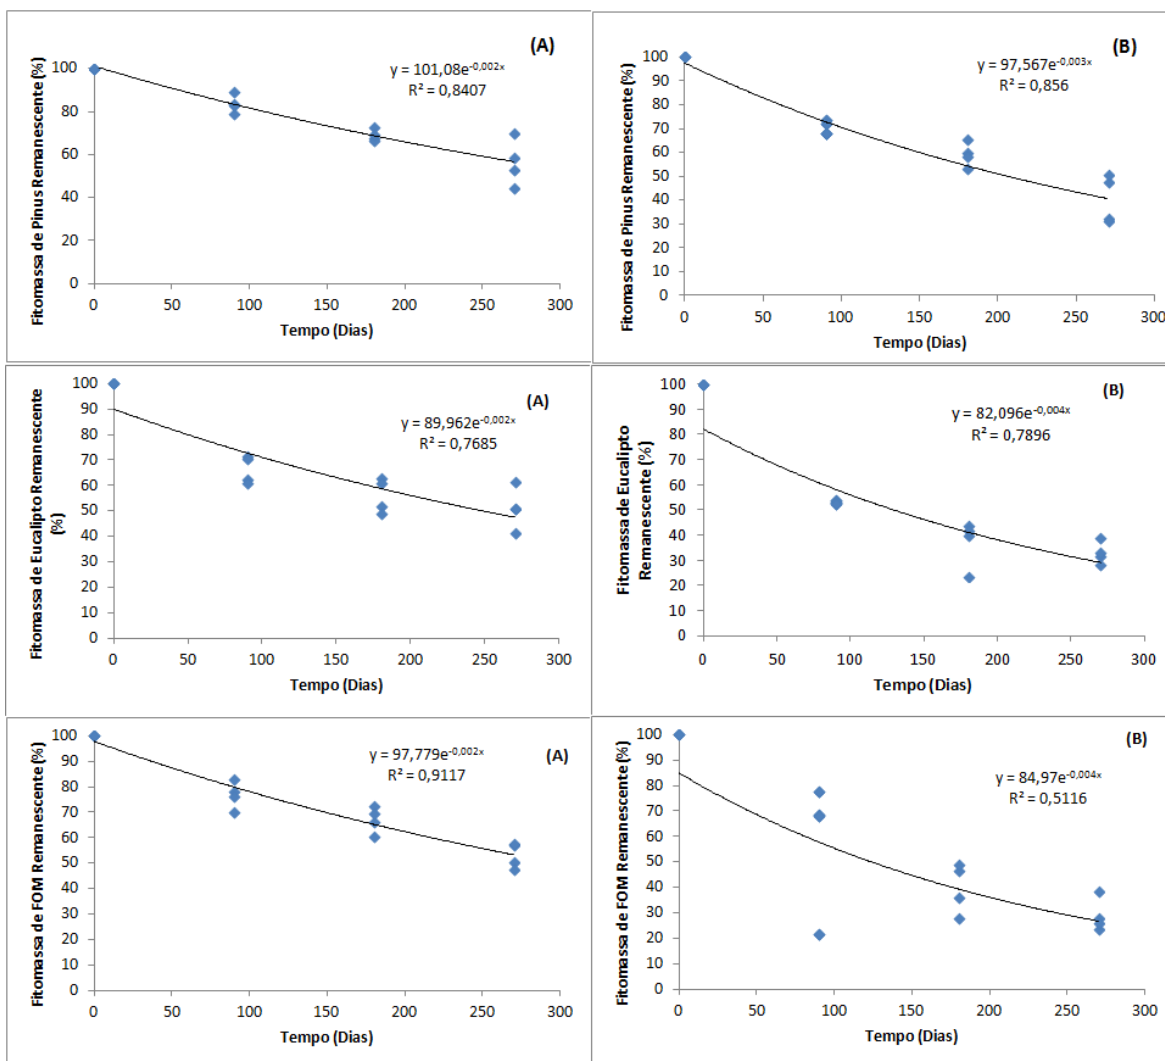 (A)
y = 101,08e-0,002x
R² = 0,8407
Fitomassa de Pinus Remanescente (%)
100
80
60
40
20
0
0 50 100 150 200 250 300
Tempo (Dias)
(B)
y = 97,567e-0,003x
R² = 0,856
Fitomassa de Pinus Remanescente (%)
100
90
80
70
60
50
40
30
20
10
0
0 50 100 150 200 250 300
Tempo (Dias)
(A)
y = 89,962e-0,002x
R² = 0,7685
Fitomassa de Eucalipto Remanescente
(%)
100
90
80
70
60
50
40
30
20
10
0
0 50 100 150 200 250 300
Tempo (Dias)
(B)
y = 82,096e-0,004x
R² = 0,7896
Fitomassa de Eucalipto
Remanescente (%)
100
90
80
70
60
50
40
30
20
10
0
0 50 100 150 200 250 300
Tempo (Dias)
(A)
y = 97,779e-0,002x
R² = 0,9117
Fitomassa de FOM Remanescente (%)
100
90
80
70
60
50
40
30
20
10
0
0 50 100 150 200 250 300
Tempo (Dias)
(B)
y = 84,97e-0,004x
R² = 0,5116
Fitomassa de FOM Remanescente (%)
100
90
80
70
60
50
40
30
20
10
0
0 50 100 150 200 250 300
Tempo (Dias)